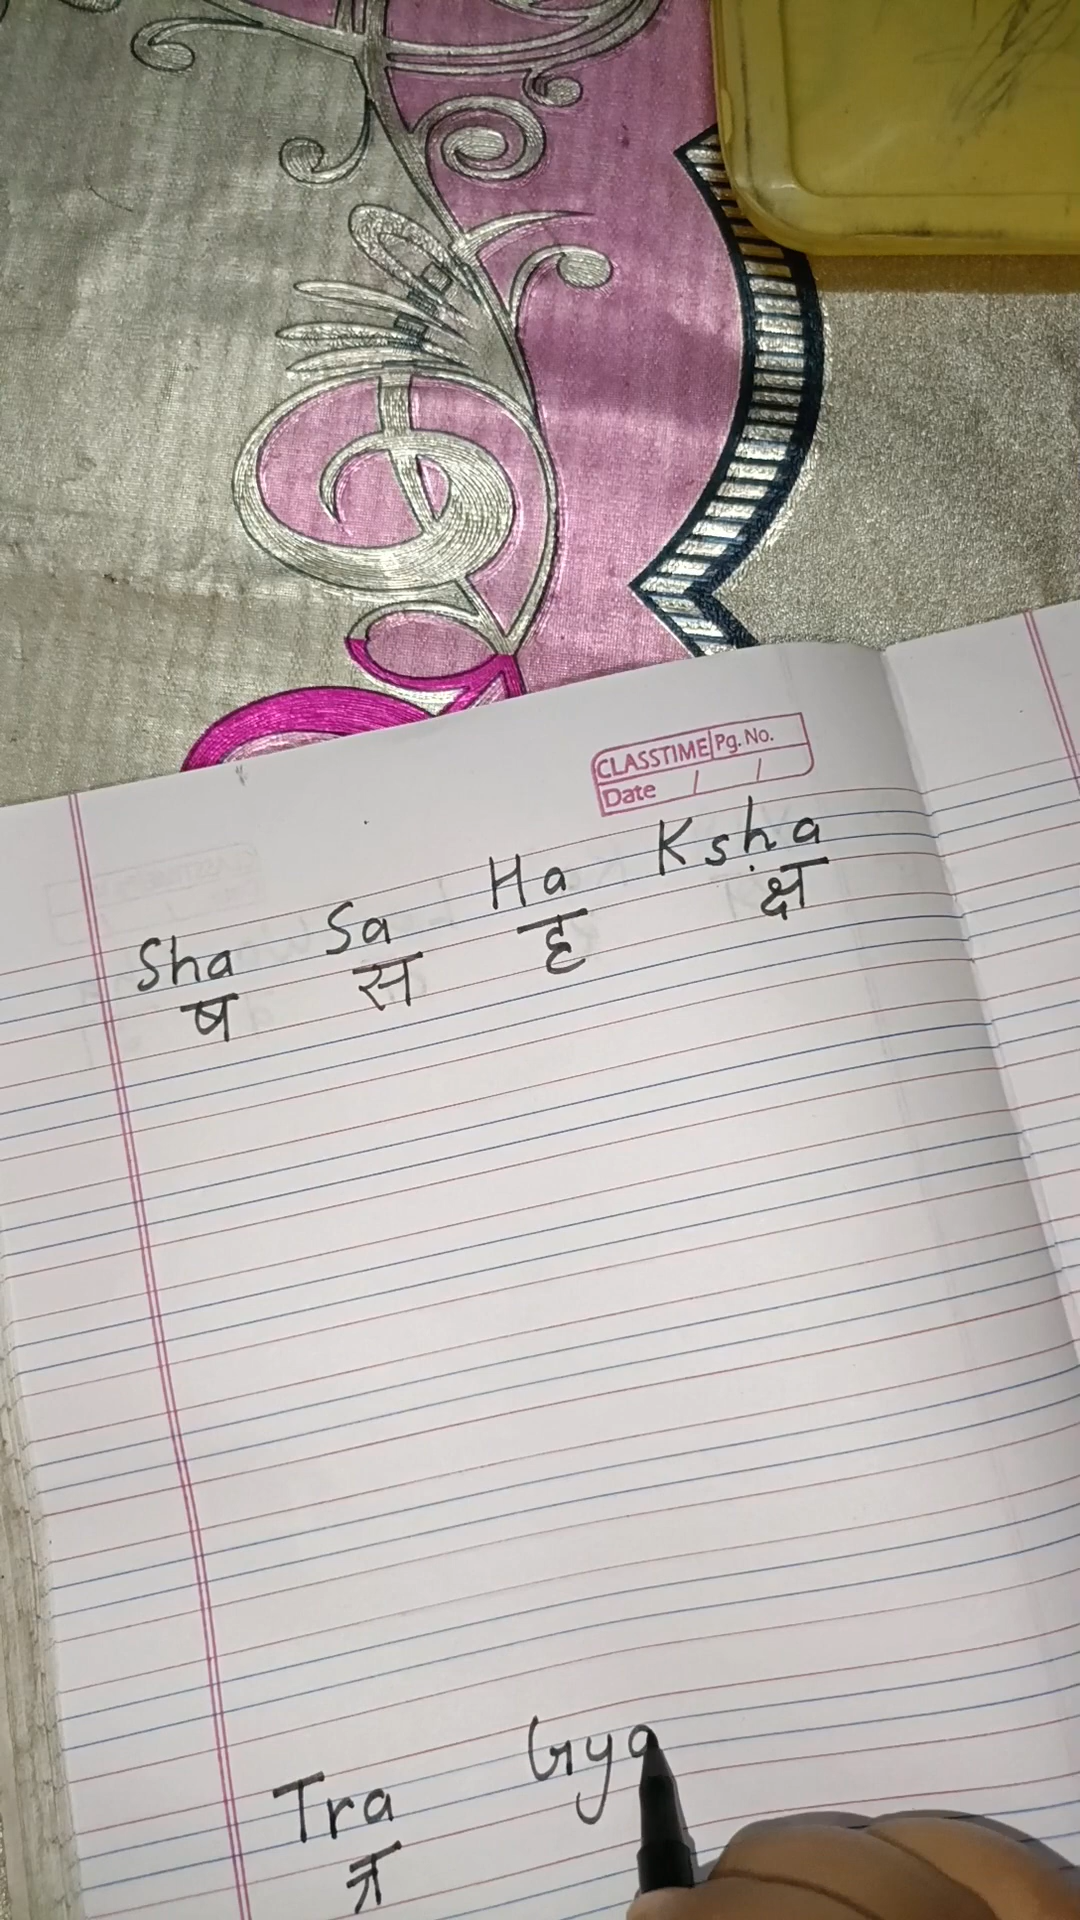 CLASSTIME Pg. No.
Date / /
Sha Sa Ha Ksha
ष स ह क्ष
Tra Gya
त्र